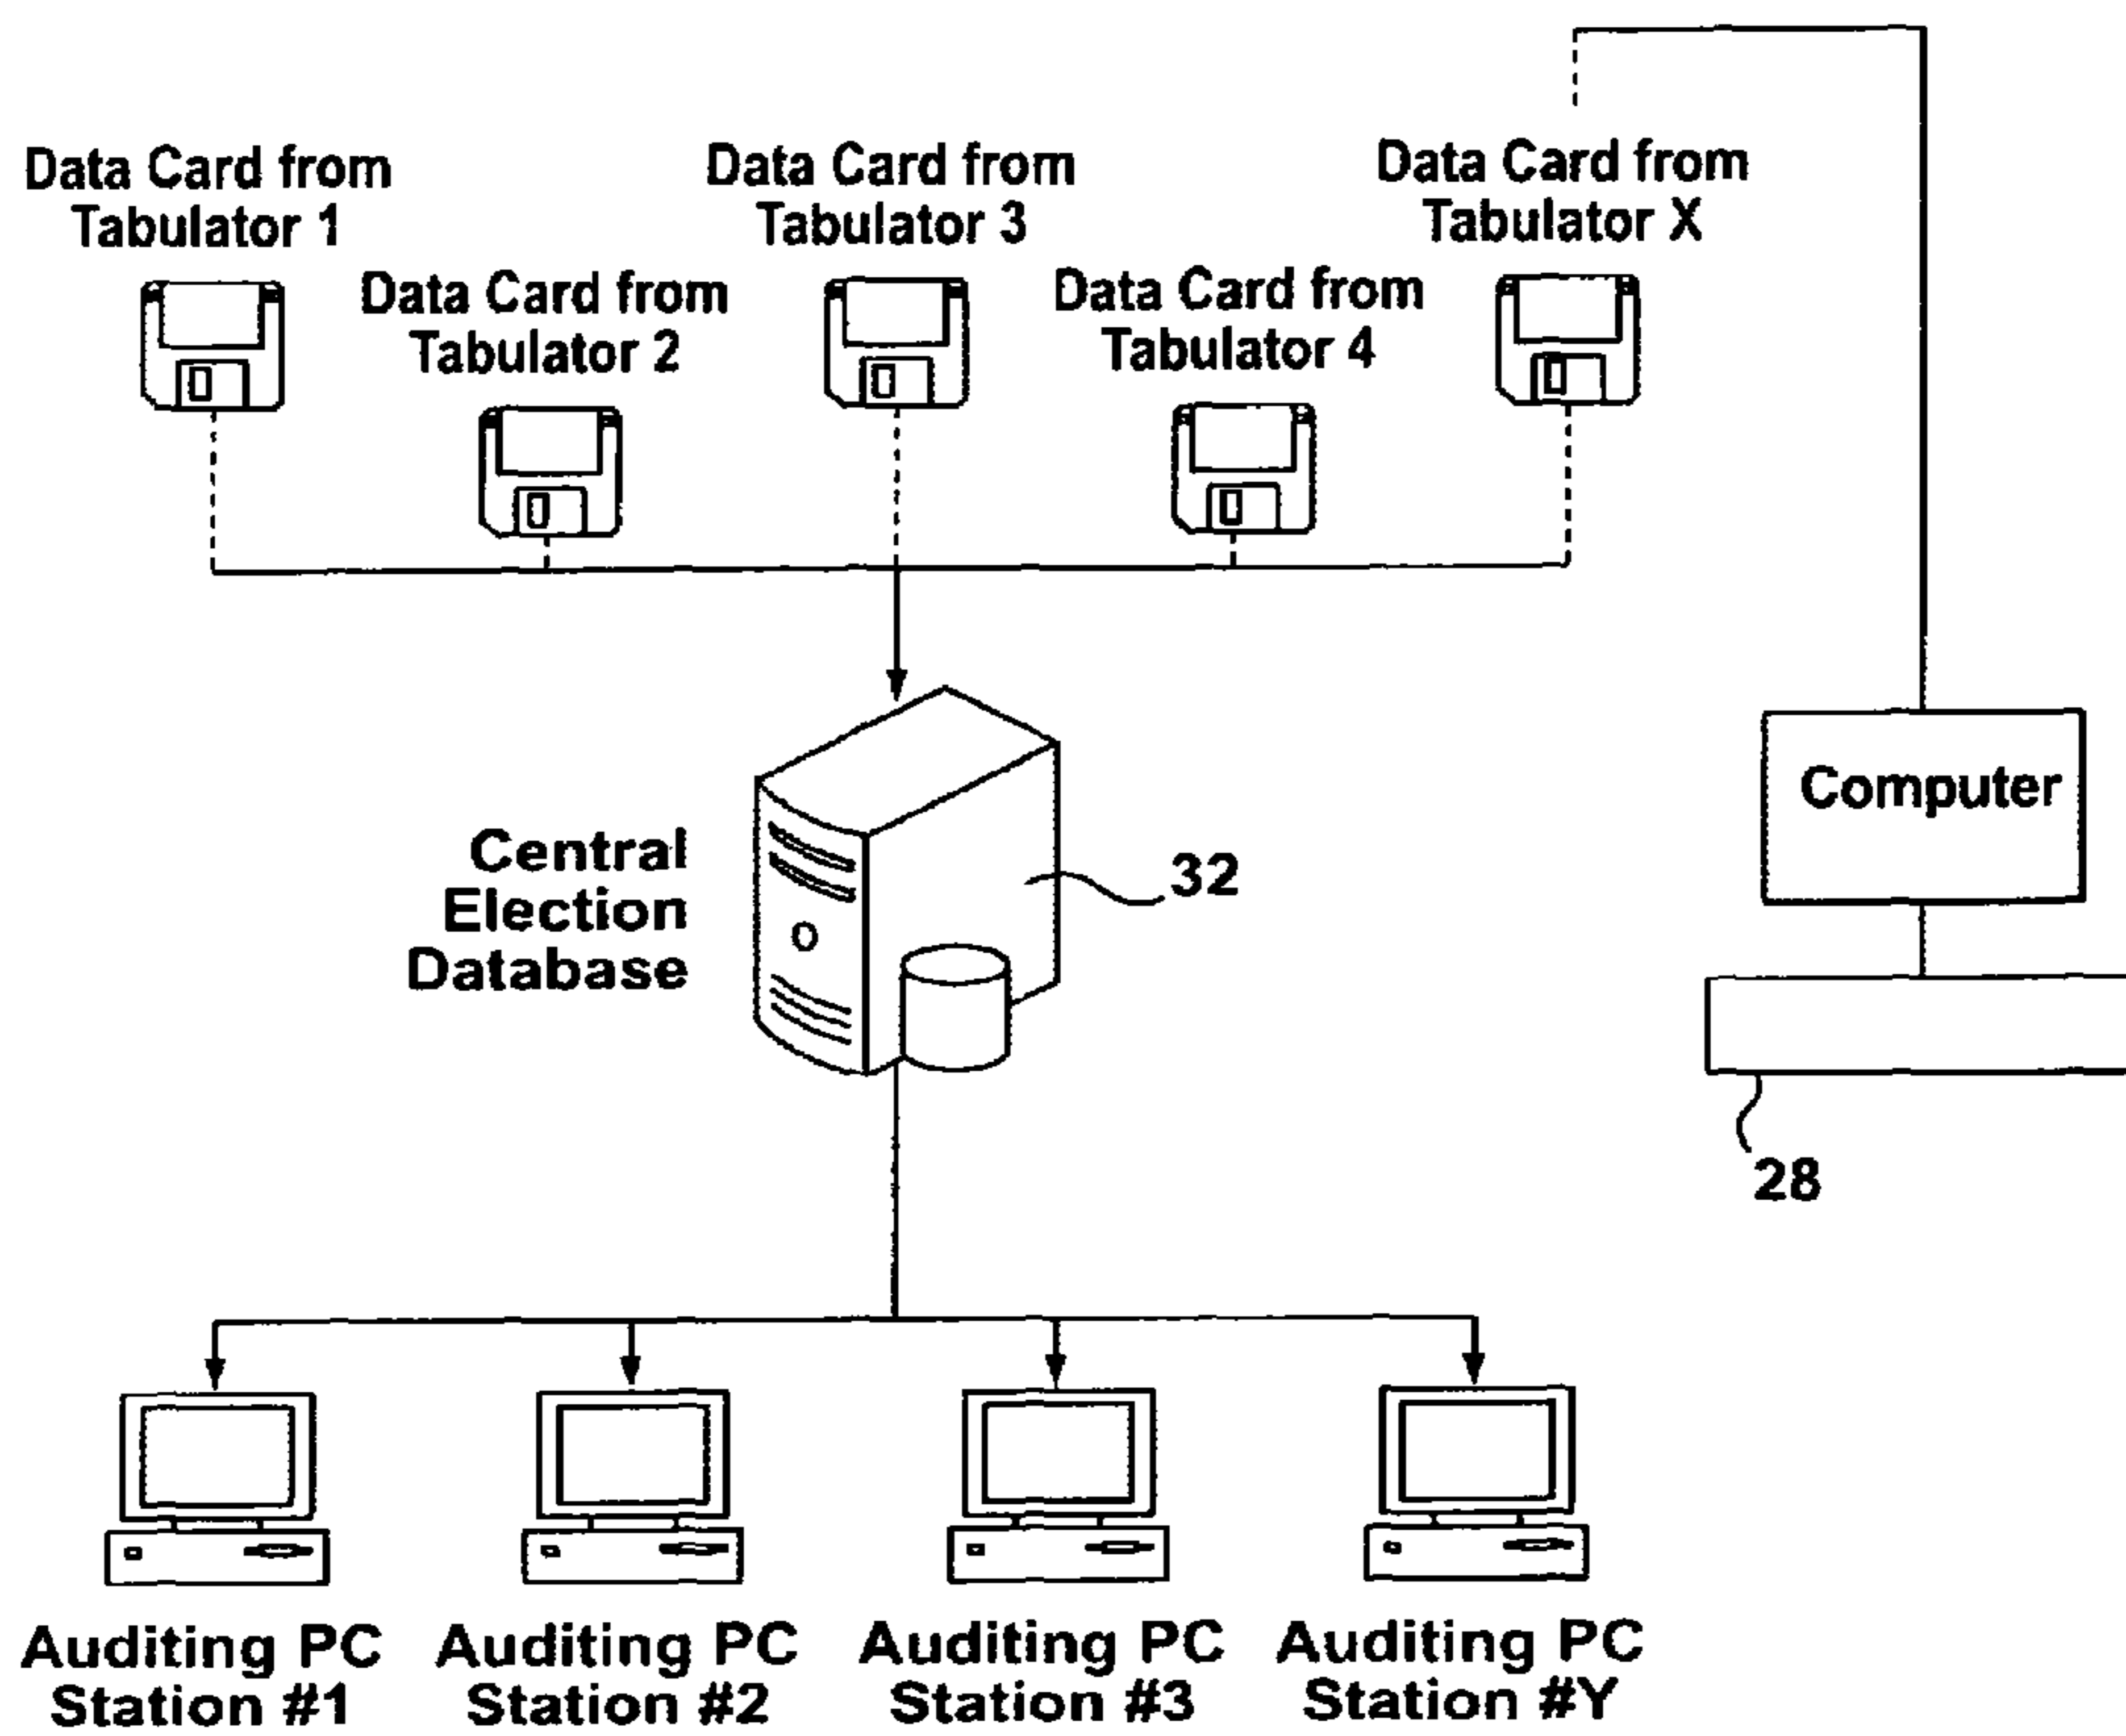 Data Card from
Tabulator 1
Data Card from
Tabulator 2
Data Card from
Tabulator 3
Data Card from
Tabulator 4
Data Card from
Tabulator X
Computer
Central
Election
Database
32
28
Auditing PC
Station #1
Auditing PC
Station #2
Auditing PC
Station #3
Auditing PC
Station #Y